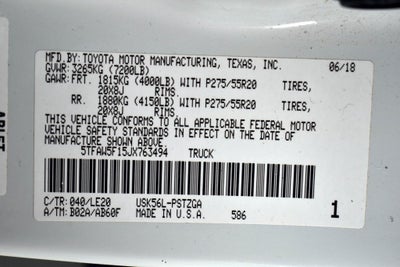 MFD.BY: TOYOTA MOTOR MANUFACTURING, TEXAS, INC. 06/18
GVWR: 3265KG (7200LB)
GAWR:FRT. 1815KG (4000LB) WITH P275/55R20 TIRES,
20X8J RIMS.
RR. 1880KG (4150LB) WITH P275/55R20 TIRES,
20X8J RIMS.
THIS VEHICLE CONFORMS TO ALL APPLICABLE FEDERAL MOTOR
VEHICLE SAFETY STANDARDS IN EFFECT ON THE DATE OF
MANUFACTURE SHOWN ABOVE.
5TFAW5F15JX763494 TRUCK
C/TR: 040/LE20 USK56L-PSTZGA
A/TM: B02A/AB60F MADE IN U.S.A. 586 1